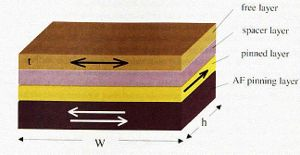 free layer
spacer layer
pinned layer
AF pinning layer
t
h
W